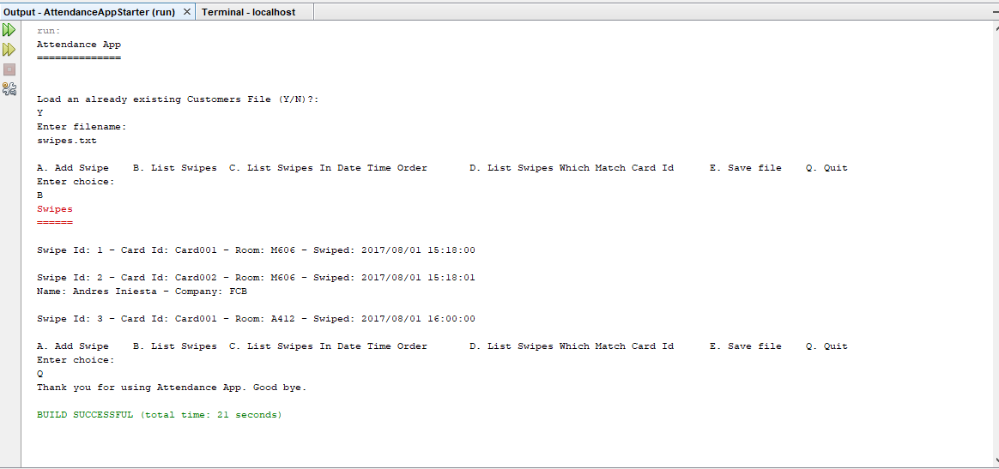 Output - AttendanceAppStarter (run) × Terminal - localhost
run:
Attendance App
==============
Load an already existing Customers File (Y/N)?:
Y
Enter filename:
swipes.txt
A. Add Swipe    B. List Swipes  C. List Swipes In Date Time Order       D. List Swipes Which Match Card Id      E. Save file    Q. Quit
Enter choice:
B
Swipes
======
Swipe Id: 1 - Card Id: Card001 - Room: M606 - Swiped: 2017/08/01 15:18:00
Swipe Id: 2 - Card Id: Card002 - Room: M606 - Swiped: 2017/08/01 15:18:01
Name: Andres Iniesta - Company: FCB
Swipe Id: 3 - Card Id: Card001 - Room: A412 - Swiped: 2017/08/01 16:00:00
A. Add Swipe    B. List Swipes  C. List Swipes In Date Time Order       D. List Swipes Which Match Card Id      E. Save file    Q. Quit
Enter choice:
Q
Thank you for using Attendance App. Good bye.
BUILD SUCCESSFUL (total time: 21 seconds)